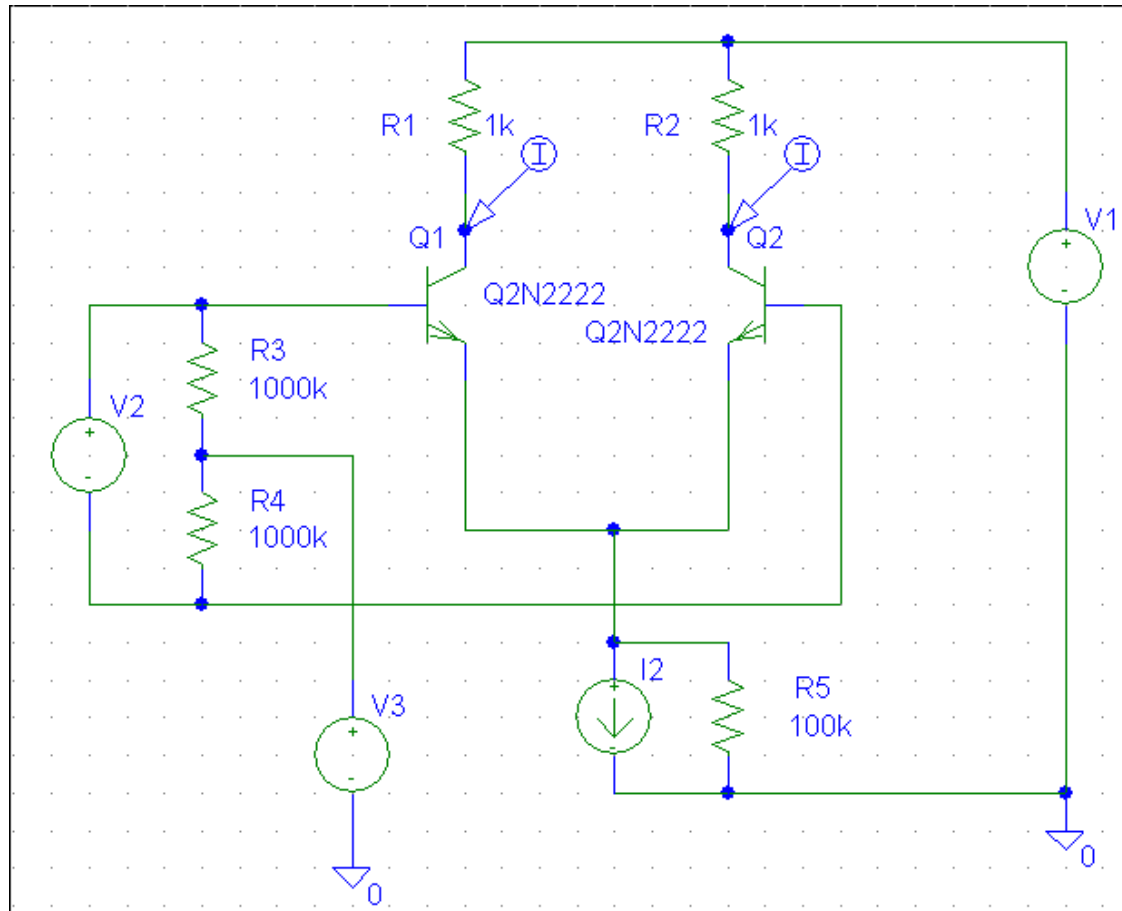 R1
1k
I
R2
1k
I
V1
+
-
Q1
Q2
Q2N2222
Q2N2222
R3
1000k
V2
+
-
R4
1000k
I2
+
-
R5
100k
V3
+
-
0
0